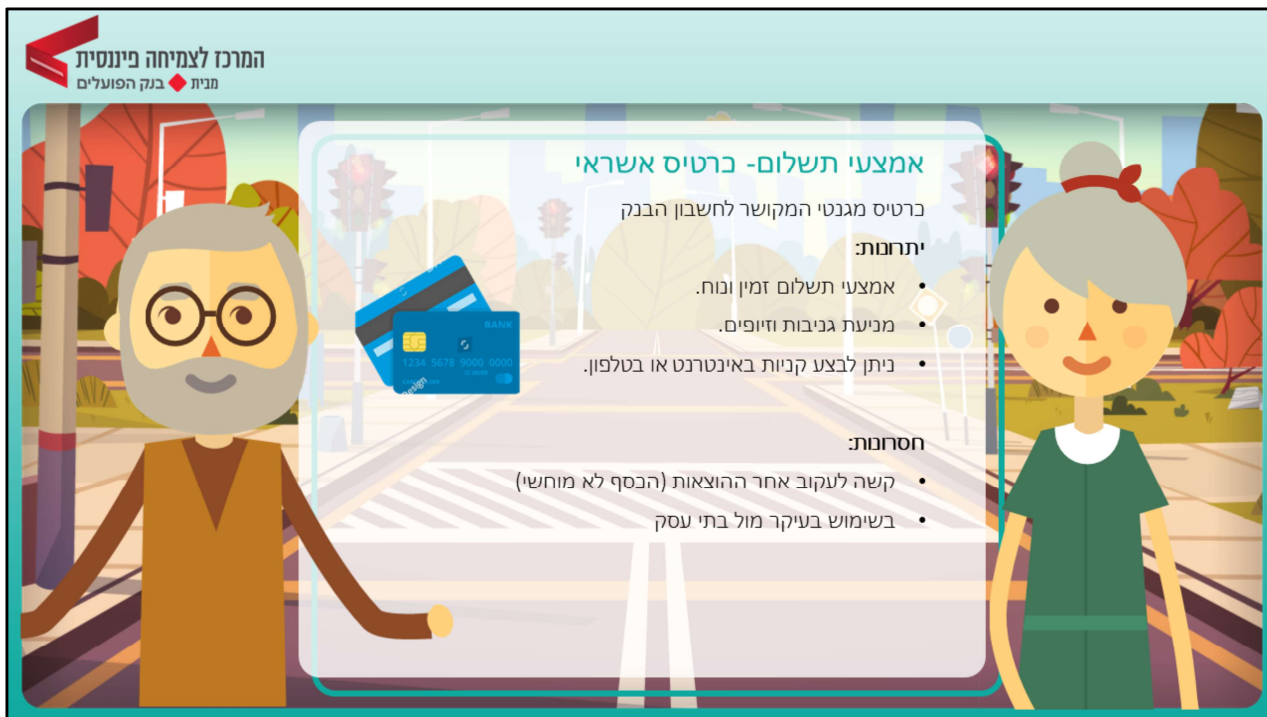 המרכז לצמיחה פיננסית
מבית בנק הפועלים
אמצעי תשלום- כרטיס אשראי
כרטיס מגנטי המקושר לחשבון הבנק
יתרונות:
• אמצעי תשלום זמין ונוח.
• מניעת גניבות וזיופים.
• ניתן לבצע קניות באינטרנט או בטלפון.
חסרונות:
• קשה לעקוב אחר ההוצאות (הכסף לא מוחשי)
• בשימוש בעיקר מול בתי עסק
BANK
1234 5678 9000 0000